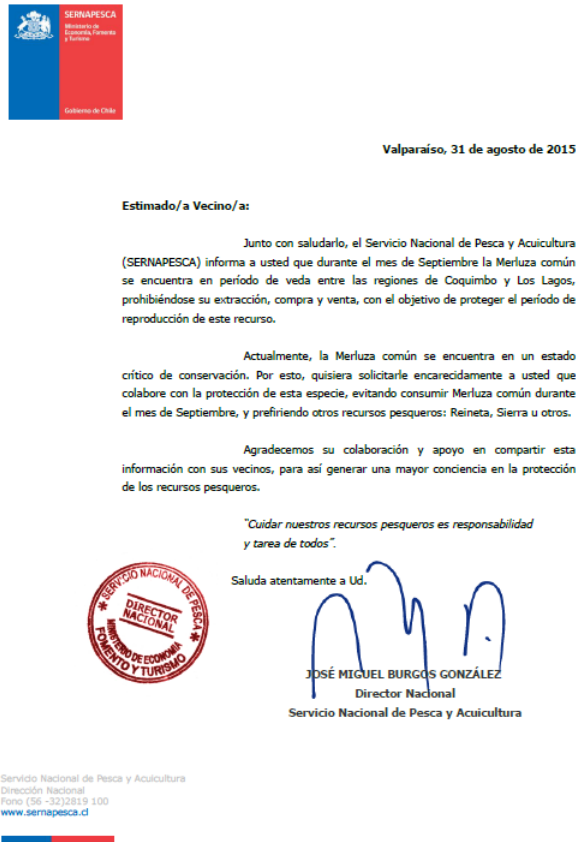 SERNAPESCA
Ministerio de
Economía, Fomento
y Turismo
Gobierno de Chile
Valparaíso, 31 de agosto de 2015
Estimado/a Vecino/a:
Junto con saludarlo, el Servicio Nacional de Pesca y Acuicultura
(SERNAPESCA) informa a usted que durante el mes de Septiembre la Merluza común
se encuentra en período de veda entre las regiones de Coquimbo y Los Lagos,
prohibiéndose su extracción, compra y venta, con el objetivo de proteger el período de
reproducción de este recurso.
Actualmente, la Merluza común se encuentra en un estado
crítico de conservación. Por esto, quisiera solicitarle encarecidamente a usted que
colabore con la protección de esta especie, evitando consumir Merluza común durante
el mes de Septiembre, y prefiriendo otros recursos pesqueros: Reineta, Sierra u otros.
Agradecemos su colaboración y apoyo en compartir esta
información con sus vecinos, para así generar una mayor conciencia en la protección
de los recursos pesqueros.
"Cuidar nuestros recursos pesqueros es responsabilidad
y tarea de todos".
Saluda atentamente a Ud.
SERVICIO NACIONAL DE PESCA
DIRECTOR
NACIONAL
MINISTERIO DE ECONOMÍA
FOMENTO Y TURISMO
JOSÉ MIGUEL BURGOS GONZÁLEZ
Director Nacional
Servicio Nacional de Pesca y Acuicultura
Servicio Nacional de Pesca y Acuicultura
Dirección Nacional
Fono (56 -32)2819 100
www.sernapesca.cl